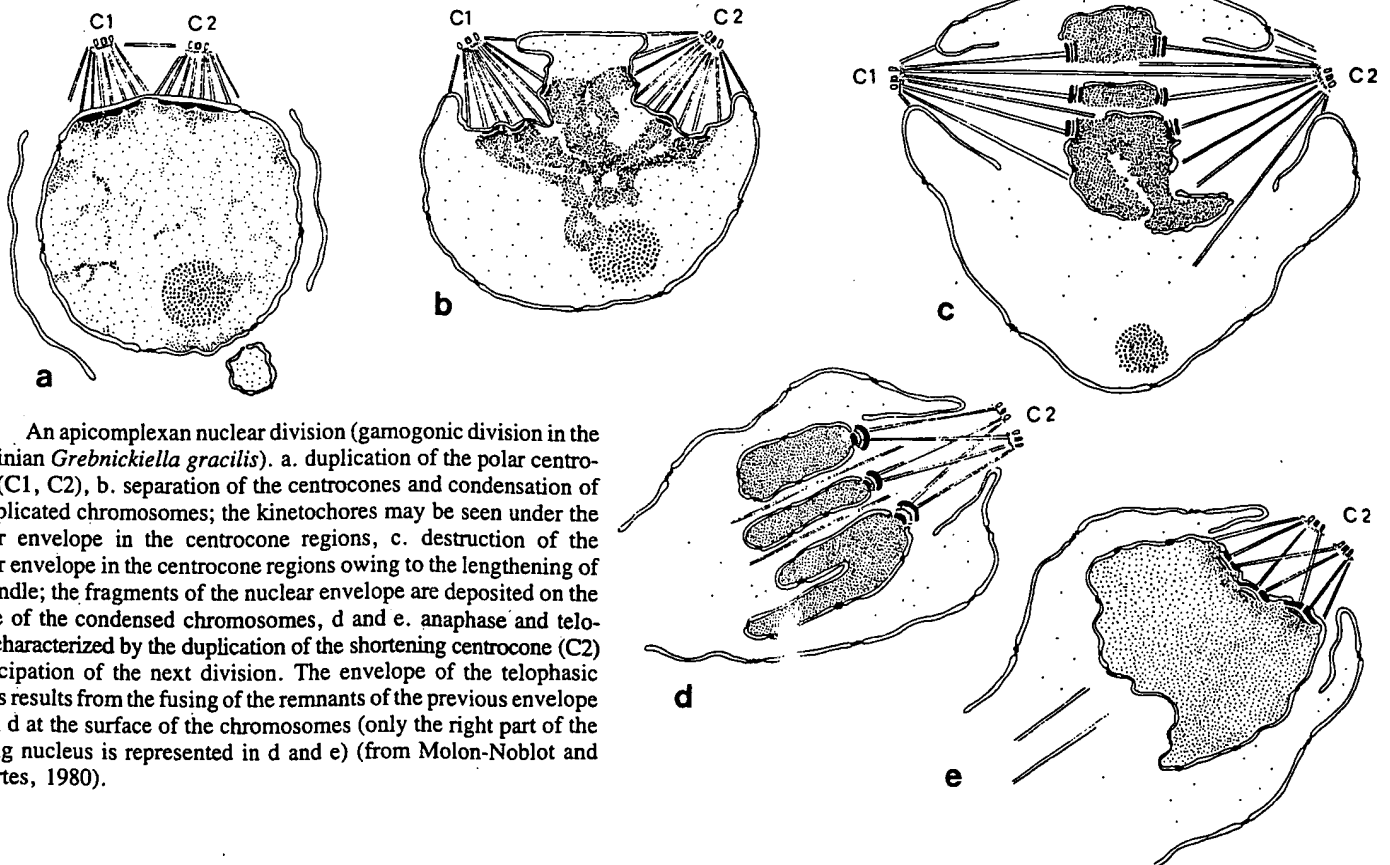 C1 C2
C1 C2
C1 C2
a
b
c
C2
An apicomplexan nuclear division (gamogonic division in the
inian Grebnickiella gracilis). a. duplication of the polar centro-
(C1, C2), b. separation of the centrocones and condensation of
plicated chromosomes; the kinetochores may be seen under the
r envelope in the centrocone regions, c. destruction of the
r envelope in the centrocone regions owing to the lengthening of
ndle; the fragments of the nuclear envelope are deposited on the
e of the condensed chromosomes, d and e. anaphase and telo-
characterized by the duplication of the shortening centrocone (C2)
cipation of the next division. The envelope of the telophasic
s results from the fusing of the remnants of the previous envelope
d at the surface of the chromosomes (only the right part of the
g nucleus is represented in d and e) (from Molon-Noblot and
rtes, 1980).
d
C2
e